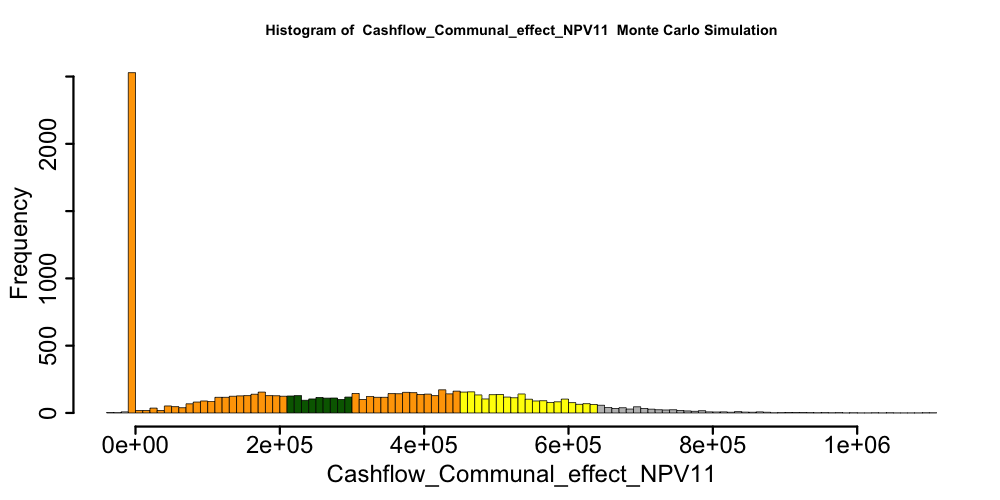 Histogram of Cashflow_Communal_effect_NPV11 Monte Carlo Simulation
Frequency
2000
1000
500
0
0e+00 2e+05 4e+05 6e+05 8e+05 1e+06
Cashflow_Communal_effect_NPV11